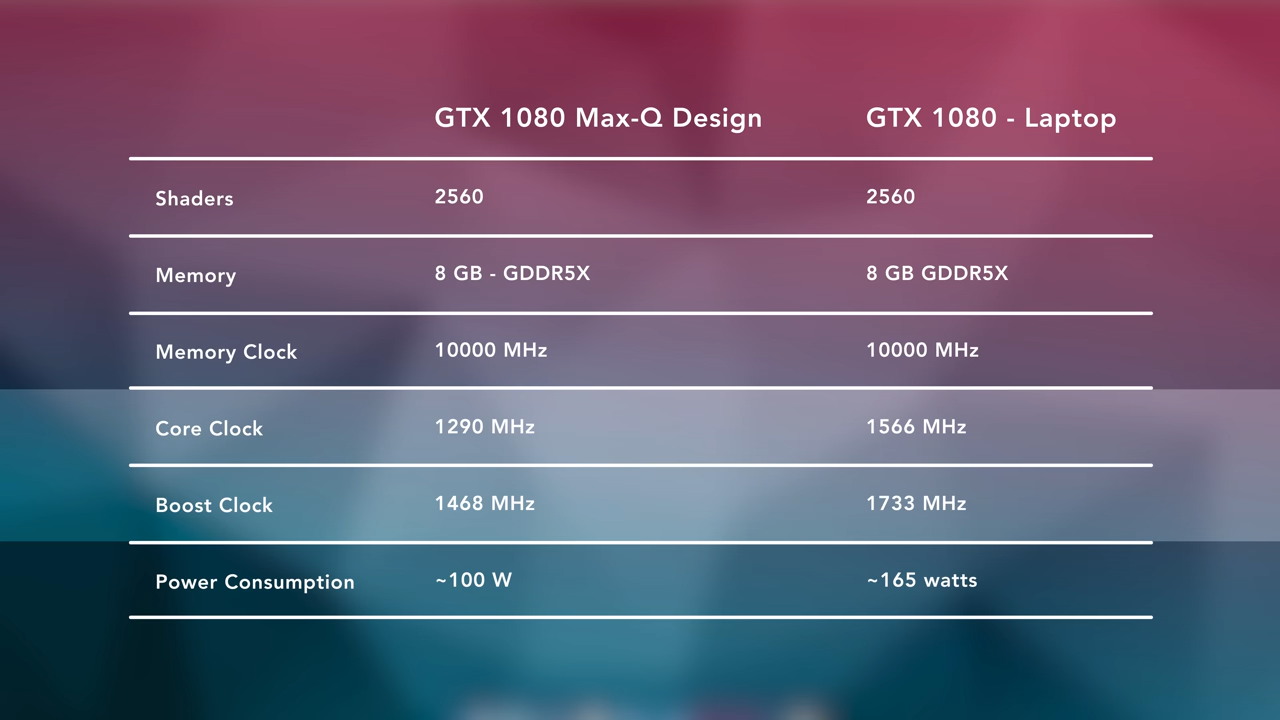 GTX 1080 Max-Q Design GTX 1080 - Laptop
Shaders 2560 2560
Memory 8 GB - GDDR5X 8 GB GDDR5X
Memory Clock 10000 MHz 10000 MHz
Core Clock 1290 MHz 1566 MHz
Boost Clock 1468 MHz 1733 MHz
Power Consumption ~100 W ~165 watts